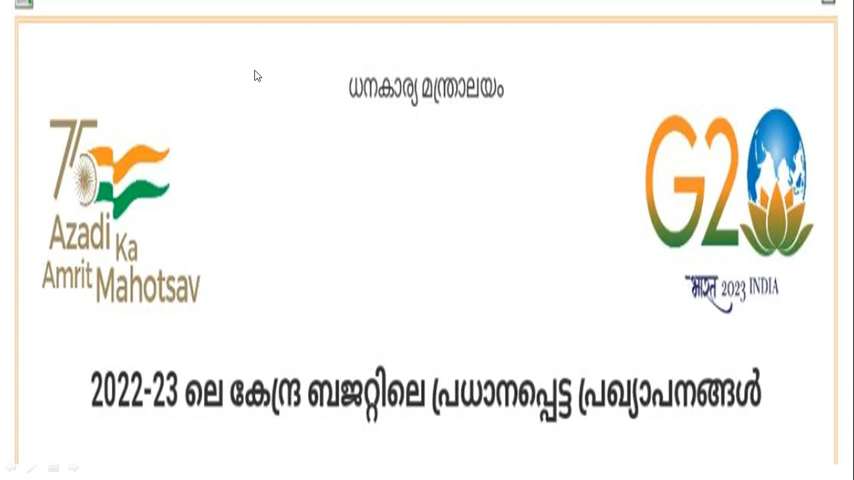 ധനകാര്യ മന്ത്രാലയം
75
Azadi Ka
Amrit Mahotsav
G20
भारत 2023 INDIA
2022-23 ലെ കേന്ദ്ര ബജറ്റിലെ പ്രധാനപ്പെട്ട പ്രഖ്യാപനങ്ങൾ